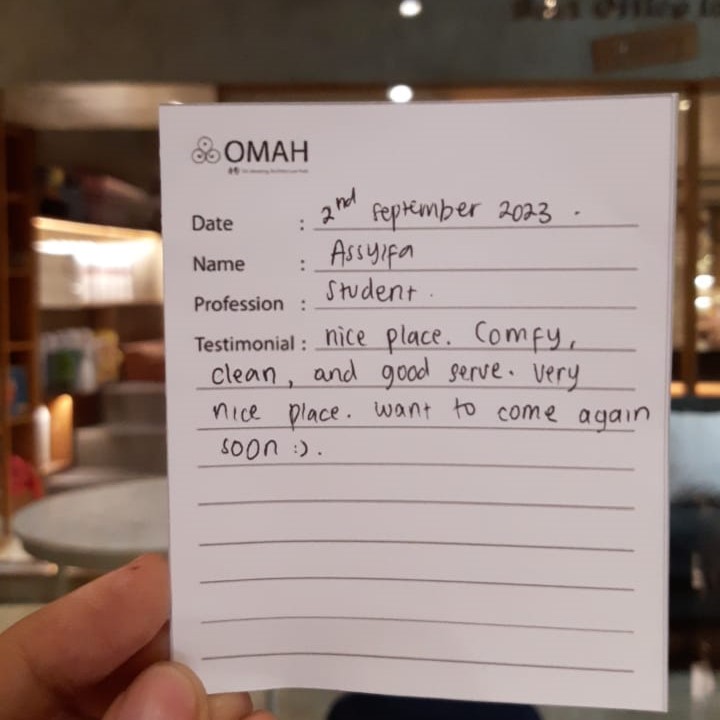 OMAH
Date : 2nd September 2023 .
Name : Assyifa
Profession : Student .
Testimonial : nice place. Comfy,
clean, and good serve. Very
nice place. want to come again
soon :).